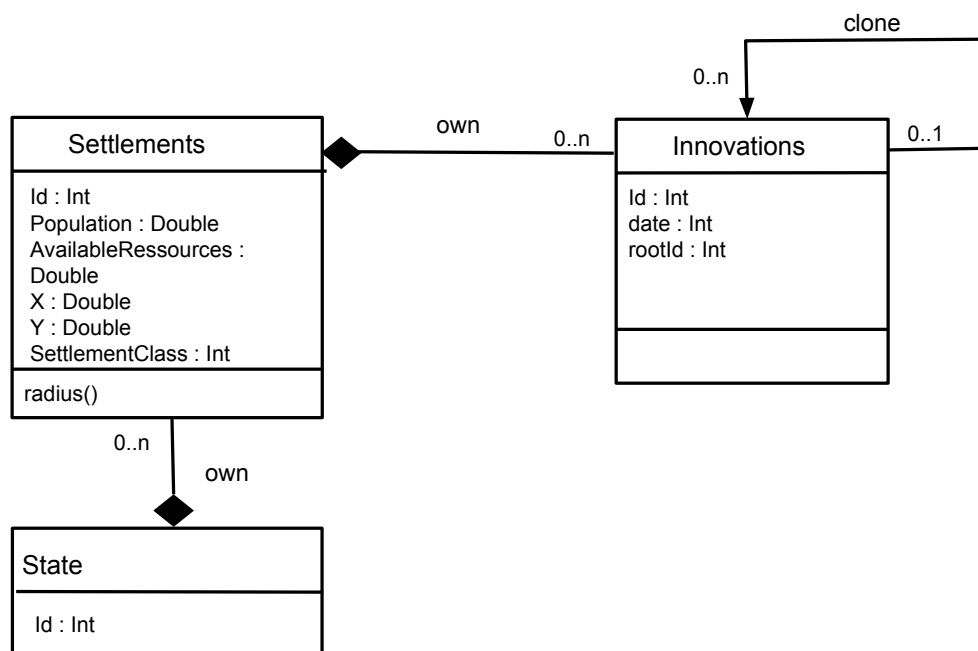 clone
0..n
Settlements
own
0..n
Innovations
0..1
Id : Int
Population : Double
AvailableRessources :
Double
X : Double
Y : Double
SettlementClass : Int
radius()
Id : Int
date : Int
rootId : Int
0..n
own
State
Id : Int